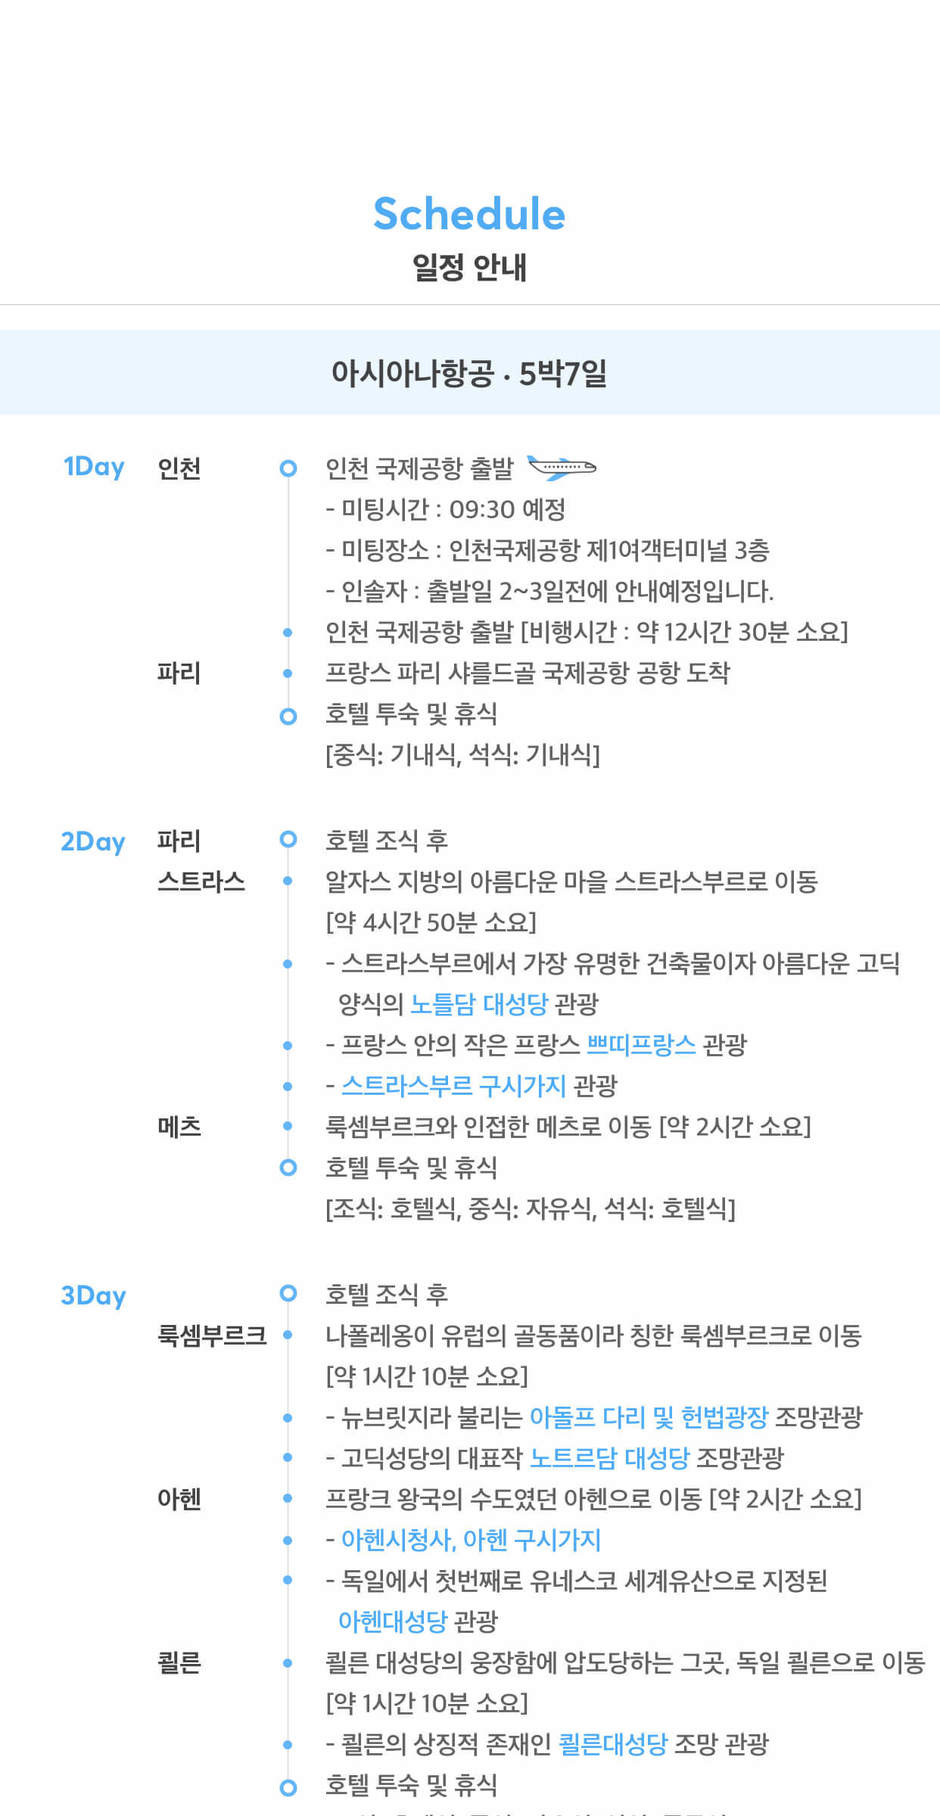 Schedule
일정 안내
아시아나항공 · 5박7일
1Day 인천 인천 국제공항 출발
- 미팅시간 : 09:30 예정
- 미팅장소 : 인천국제공항 제1여객터미널 3층
- 인솔자 : 출발일 2~3일전에 안내예정입니다.
인천 국제공항 출발 [비행시간 : 약 12시간 30분 소요]
파리 프랑스 파리 샤를드골 국제공항 공항 도착
호텔 투숙 및 휴식
[중식: 기내식, 석식: 기내식]
2Day 파리 호텔 조식 후
스트라스 알자스 지방의 아름다운 마을 스트라스부르로 이동
[약 4시간 50분 소요]
- 스트라스부르에서 가장 유명한 건축물이자 아름다운 고딕
양식의 노틀담 대성당 관광
- 프랑스 안의 작은 프랑스 쁘띠프랑스 관광
- 스트라스부르 구시가지 관광
메츠 룩셈부르크와 인접한 메츠로 이동 [약 2시간 소요]
호텔 투숙 및 휴식
[조식: 호텔식, 중식: 자유식, 석식: 호텔식]
3Day 호텔 조식 후
룩셈부르크 나폴레옹이 유럽의 골동품이라 칭한 룩셈부르크로 이동
[약 1시간 10분 소요]
- 뉴브릿지라 불리는 아돌프 다리 및 헌법광장 조망관광
- 고딕성당의 대표작 노트르담 대성당 조망관광
아헨 프랑크 왕국의 수도였던 아헨으로 이동 [약 2시간 소요]
- 아헨시청사, 아헨 구시가지
- 독일에서 첫번째로 유네스코 세계유산으로 지정된
아헨대성당 관광
쾰른 쾰른 대성당의 웅장함에 압도당하는 그곳, 독일 쾰른으로 이동
[약 1시간 10분 소요]
- 쾰른의 상징적 존재인 쾰른대성당 조망 관광
호텔 투숙 및 휴식